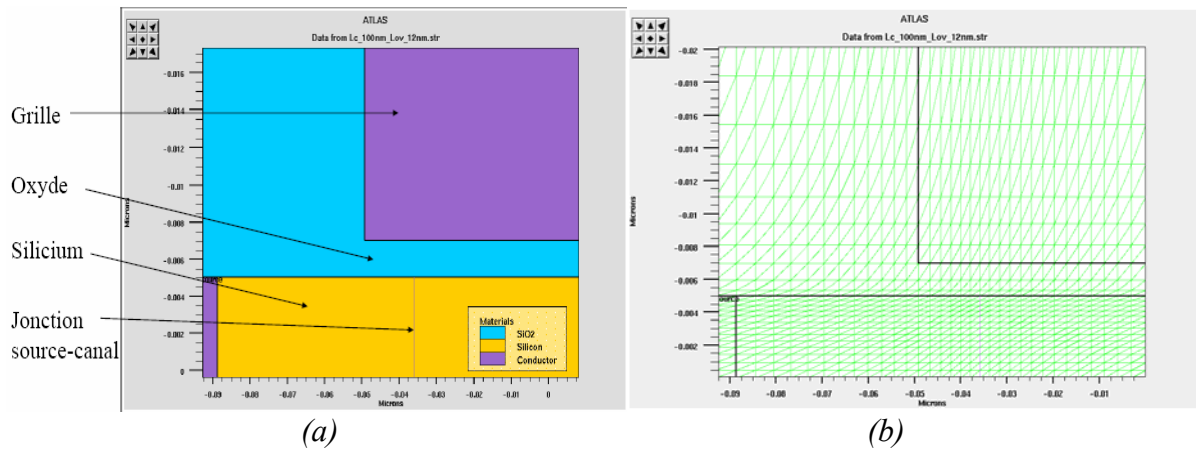 ATLAS
Data from Lc_100nm_Lov_12nm.str
Grille
Oxyde
Silicium
Jonction
source-canal
-0.016
-0.014
-0.012
-0.01
-0.008
-0.006
-0.004
-0.002
0
Microns
Materials
SiO2
Silicon
Conductor
-0.09 -0.08 -0.07 -0.06 -0.05 -0.04 -0.03 -0.02 -0.01 0
Microns
(a)
ATLAS
Data from Lc_100nm_Lov_12nm.str
-0.02
-0.016
-0.014
-0.012
-0.01
-0.008
-0.006
-0.004
-0.002
Microns
-0.09 -0.08 -0.07 -0.06 -0.05 -0.04 -0.03 -0.02 -0.01
Microns
(b)